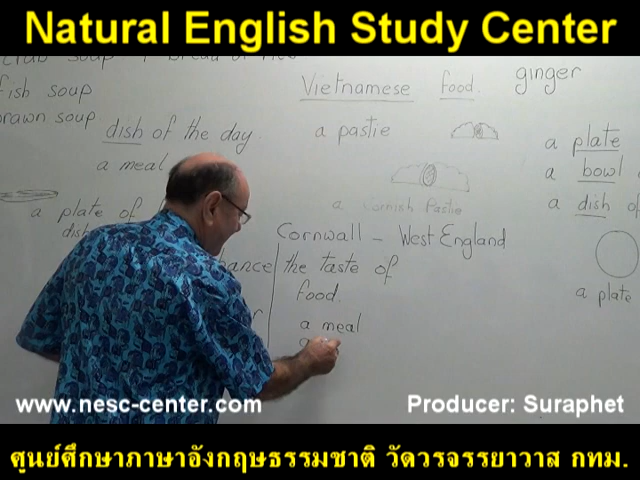 Natural English Study Center
soup
bread
fish soup
prawn soup
dish of the day.
a meal
a plate of
dish
Vietnamese food.
ginger
a pastie
a Cornish Pastie
Cornwall - West England
the taste of
food.
a meal
a plate
a bowl
a dish of
a plate
www.nesc-center.com
Producer: Suraphet
ศูนย์ศึกษาภาษาอังกฤษธรรมชาติ วัดวรจรรยาวาส กทม.